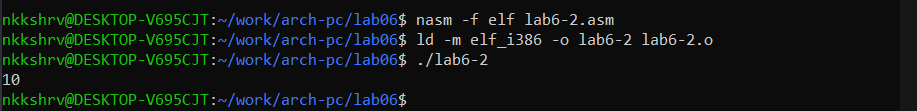 nkkshrv@DESKTOP-V695CJT:~/work/arch-pc/lab06$ nasm -f elf lab6-2.asm
nkkshrv@DESKTOP-V695CJT:~/work/arch-pc/lab06$ ld -m elf_i386 -o lab6-2 lab6-2.o
nkkshrv@DESKTOP-V695CJT:~/work/arch-pc/lab06$ ./lab6-2
10
nkkshrv@DESKTOP-V695CJT:~/work/arch-pc/lab06$